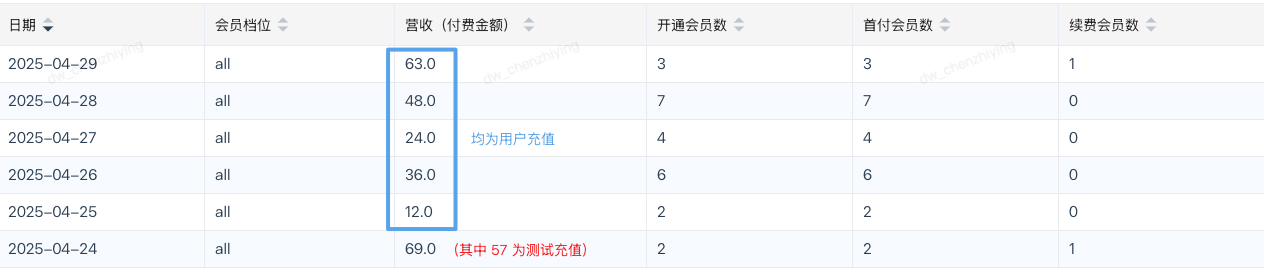 日期 会员档位 营收（付费金额） 开通会员数 首付会员数 续费会员数
2025-04-29 all 63.0 3 3 1
2025-04-28 all 48.0 7 7 0
2025-04-27 all 24.0 均为用户充值 4 4 0
2025-04-26 all 36.0 6 6 0
2025-04-25 all 12.0 2 2 0
2025-04-24 all 69.0 （其中 57 为测试充值） 2 2 1
dw_chenzhiying dw_chenzhiying dw_chenzhiying